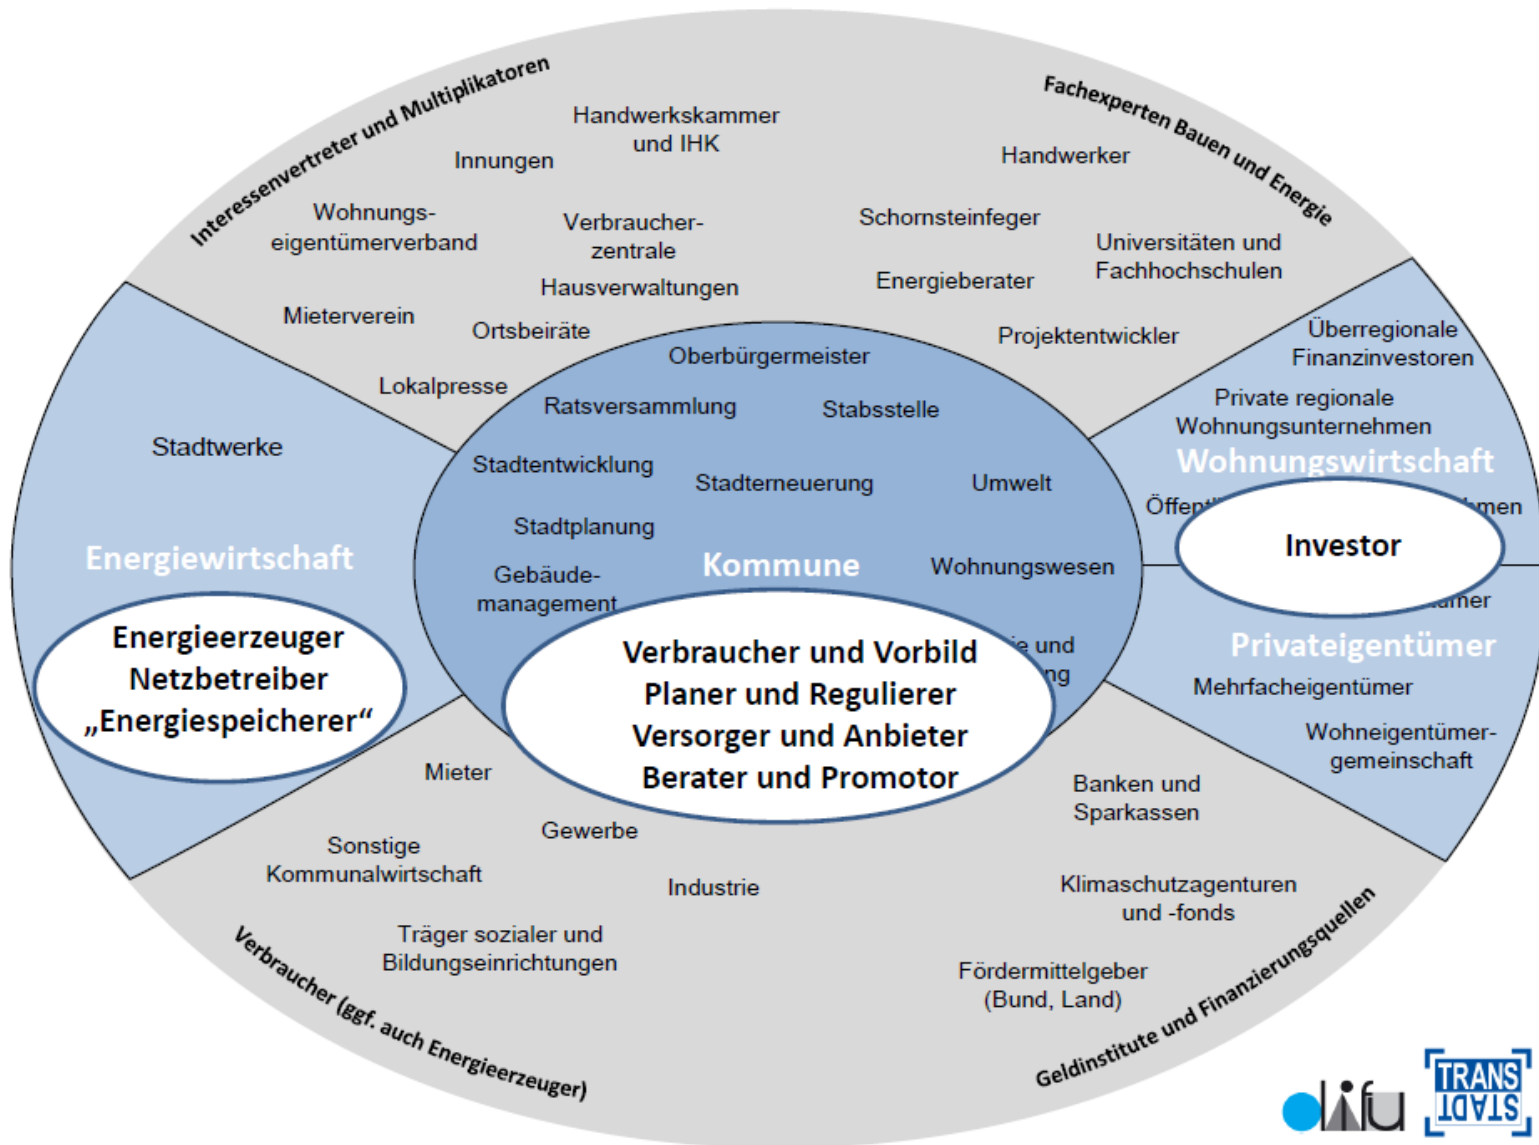 Interessenvertreter und Multiplikatoren
Fachexperten Bauen und Energie
Handwerkskammer
und IHK
Innungen
Handwerker
Wohnungs-
eigentümerverband
Verbraucher-
zentrale
Schornsteinfeger
Universitäten und
Fachhochschulen
Hausverwaltungen
Energieberater
Mieterverein
Ortsbeiräte
Projektentwickler
Lokalpresse
Überregionale
Finanzinvestoren
Private regionale
Wohnungsunternehmen
Wohnungswirtschaft
Investor
Privateigentümer
Mehrfacheigentümer
Wohneigentümer-
gemeinschaft
Oberbürgermeister
Ratsversammlung
Stabsstelle
Stadtentwicklung
Stadterneuerung
Umwelt
Stadtplanung
Kommune
Wohnungswesen
Gebäude-
management
und
Verbraucher und Vorbild
Planer und Regulierer
Versorger und Anbieter
Berater und Promotor
Stadtwerke
Energiewirtschaft
Energieerzeuger
Netzbetreiber
„Energiespeicherer“
Mieter
Gewerbe
Sonstige
Kommunalwirtschaft
Industrie
Träger sozialer und
Bildungseinrichtungen
Verbraucher (ggf. auch Energieerzeuger)
Banken und
Sparkassen
Klimaschutzagenturen
und -fonds
Fördermittelgeber
(Bund, Land)
Geldinstitute und Finanzierungsquellen
difu
TRANS
STADT